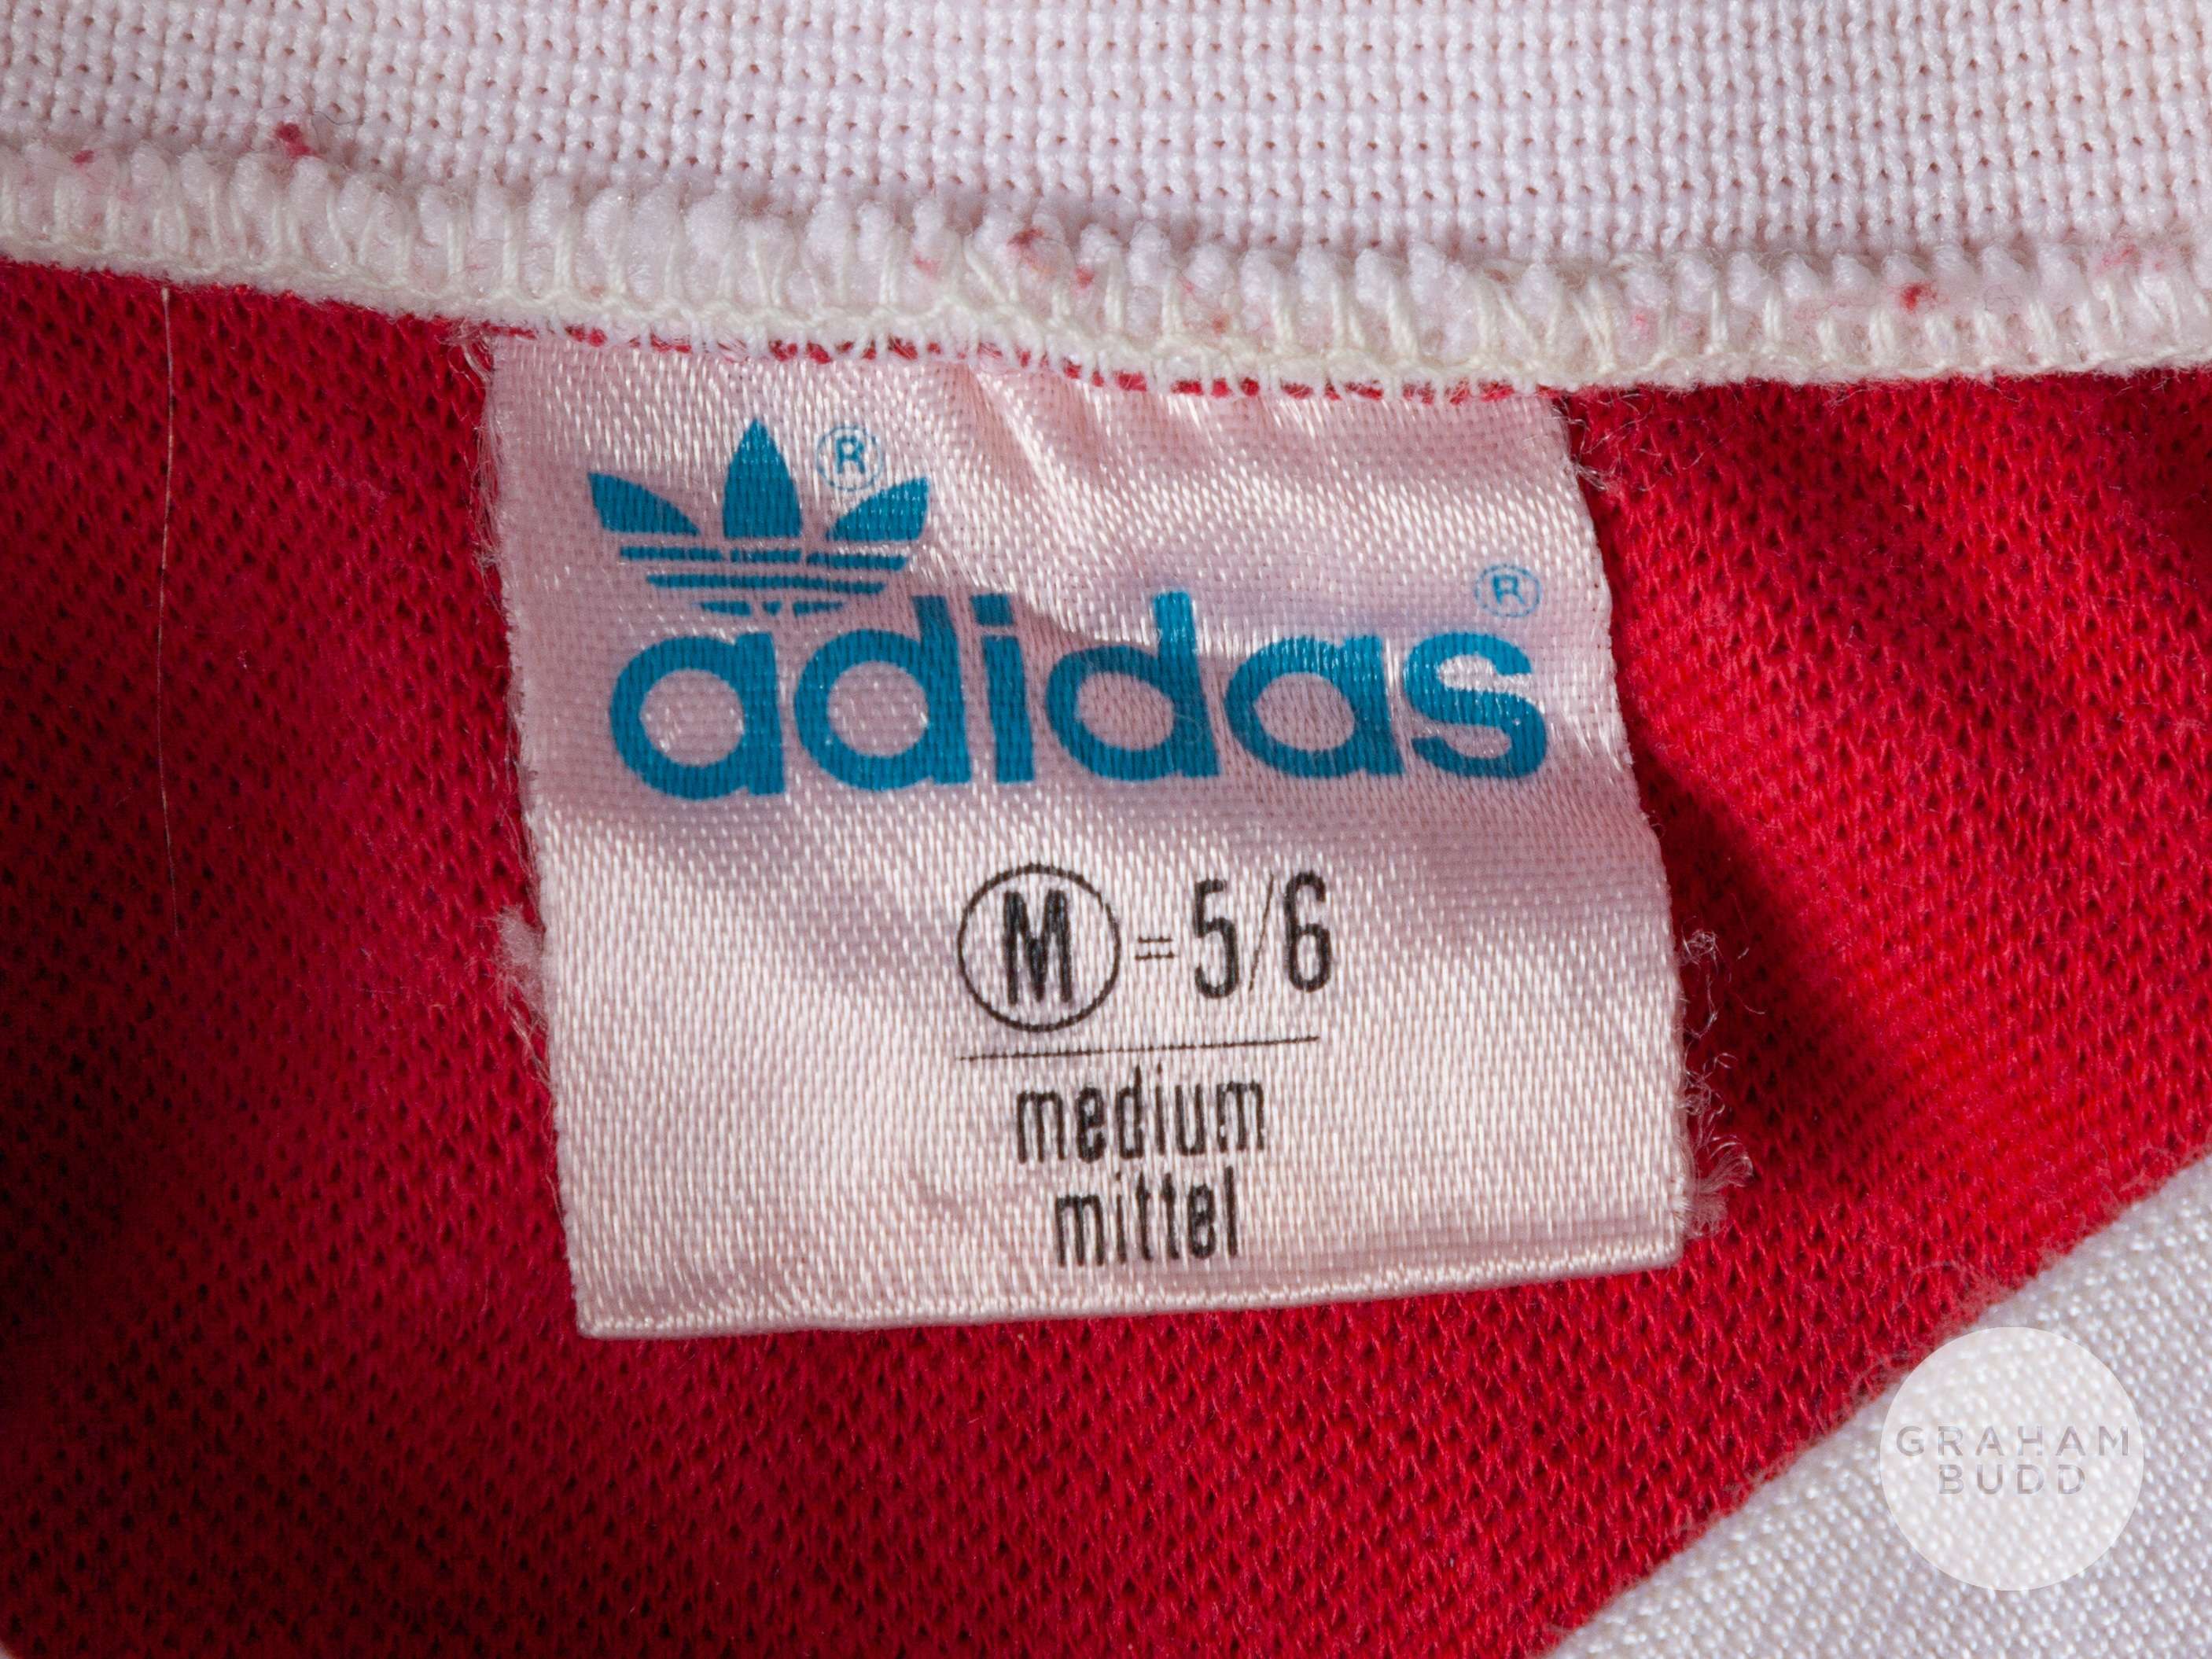 ®
adidas®
M = 5/6
medium
mittel
GRAHAM
BUDD